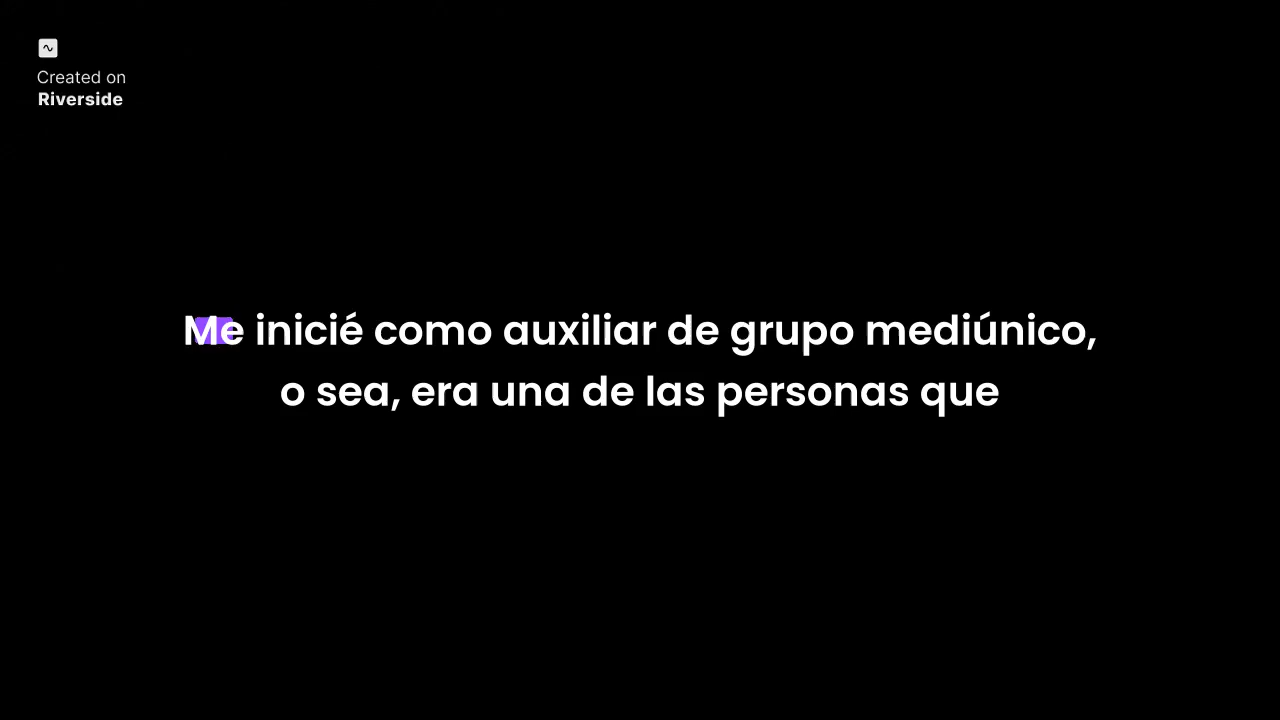 Created on
Riverside
Me inicié como auxiliar de grupo mediúnico,
o sea, era una de las personas que